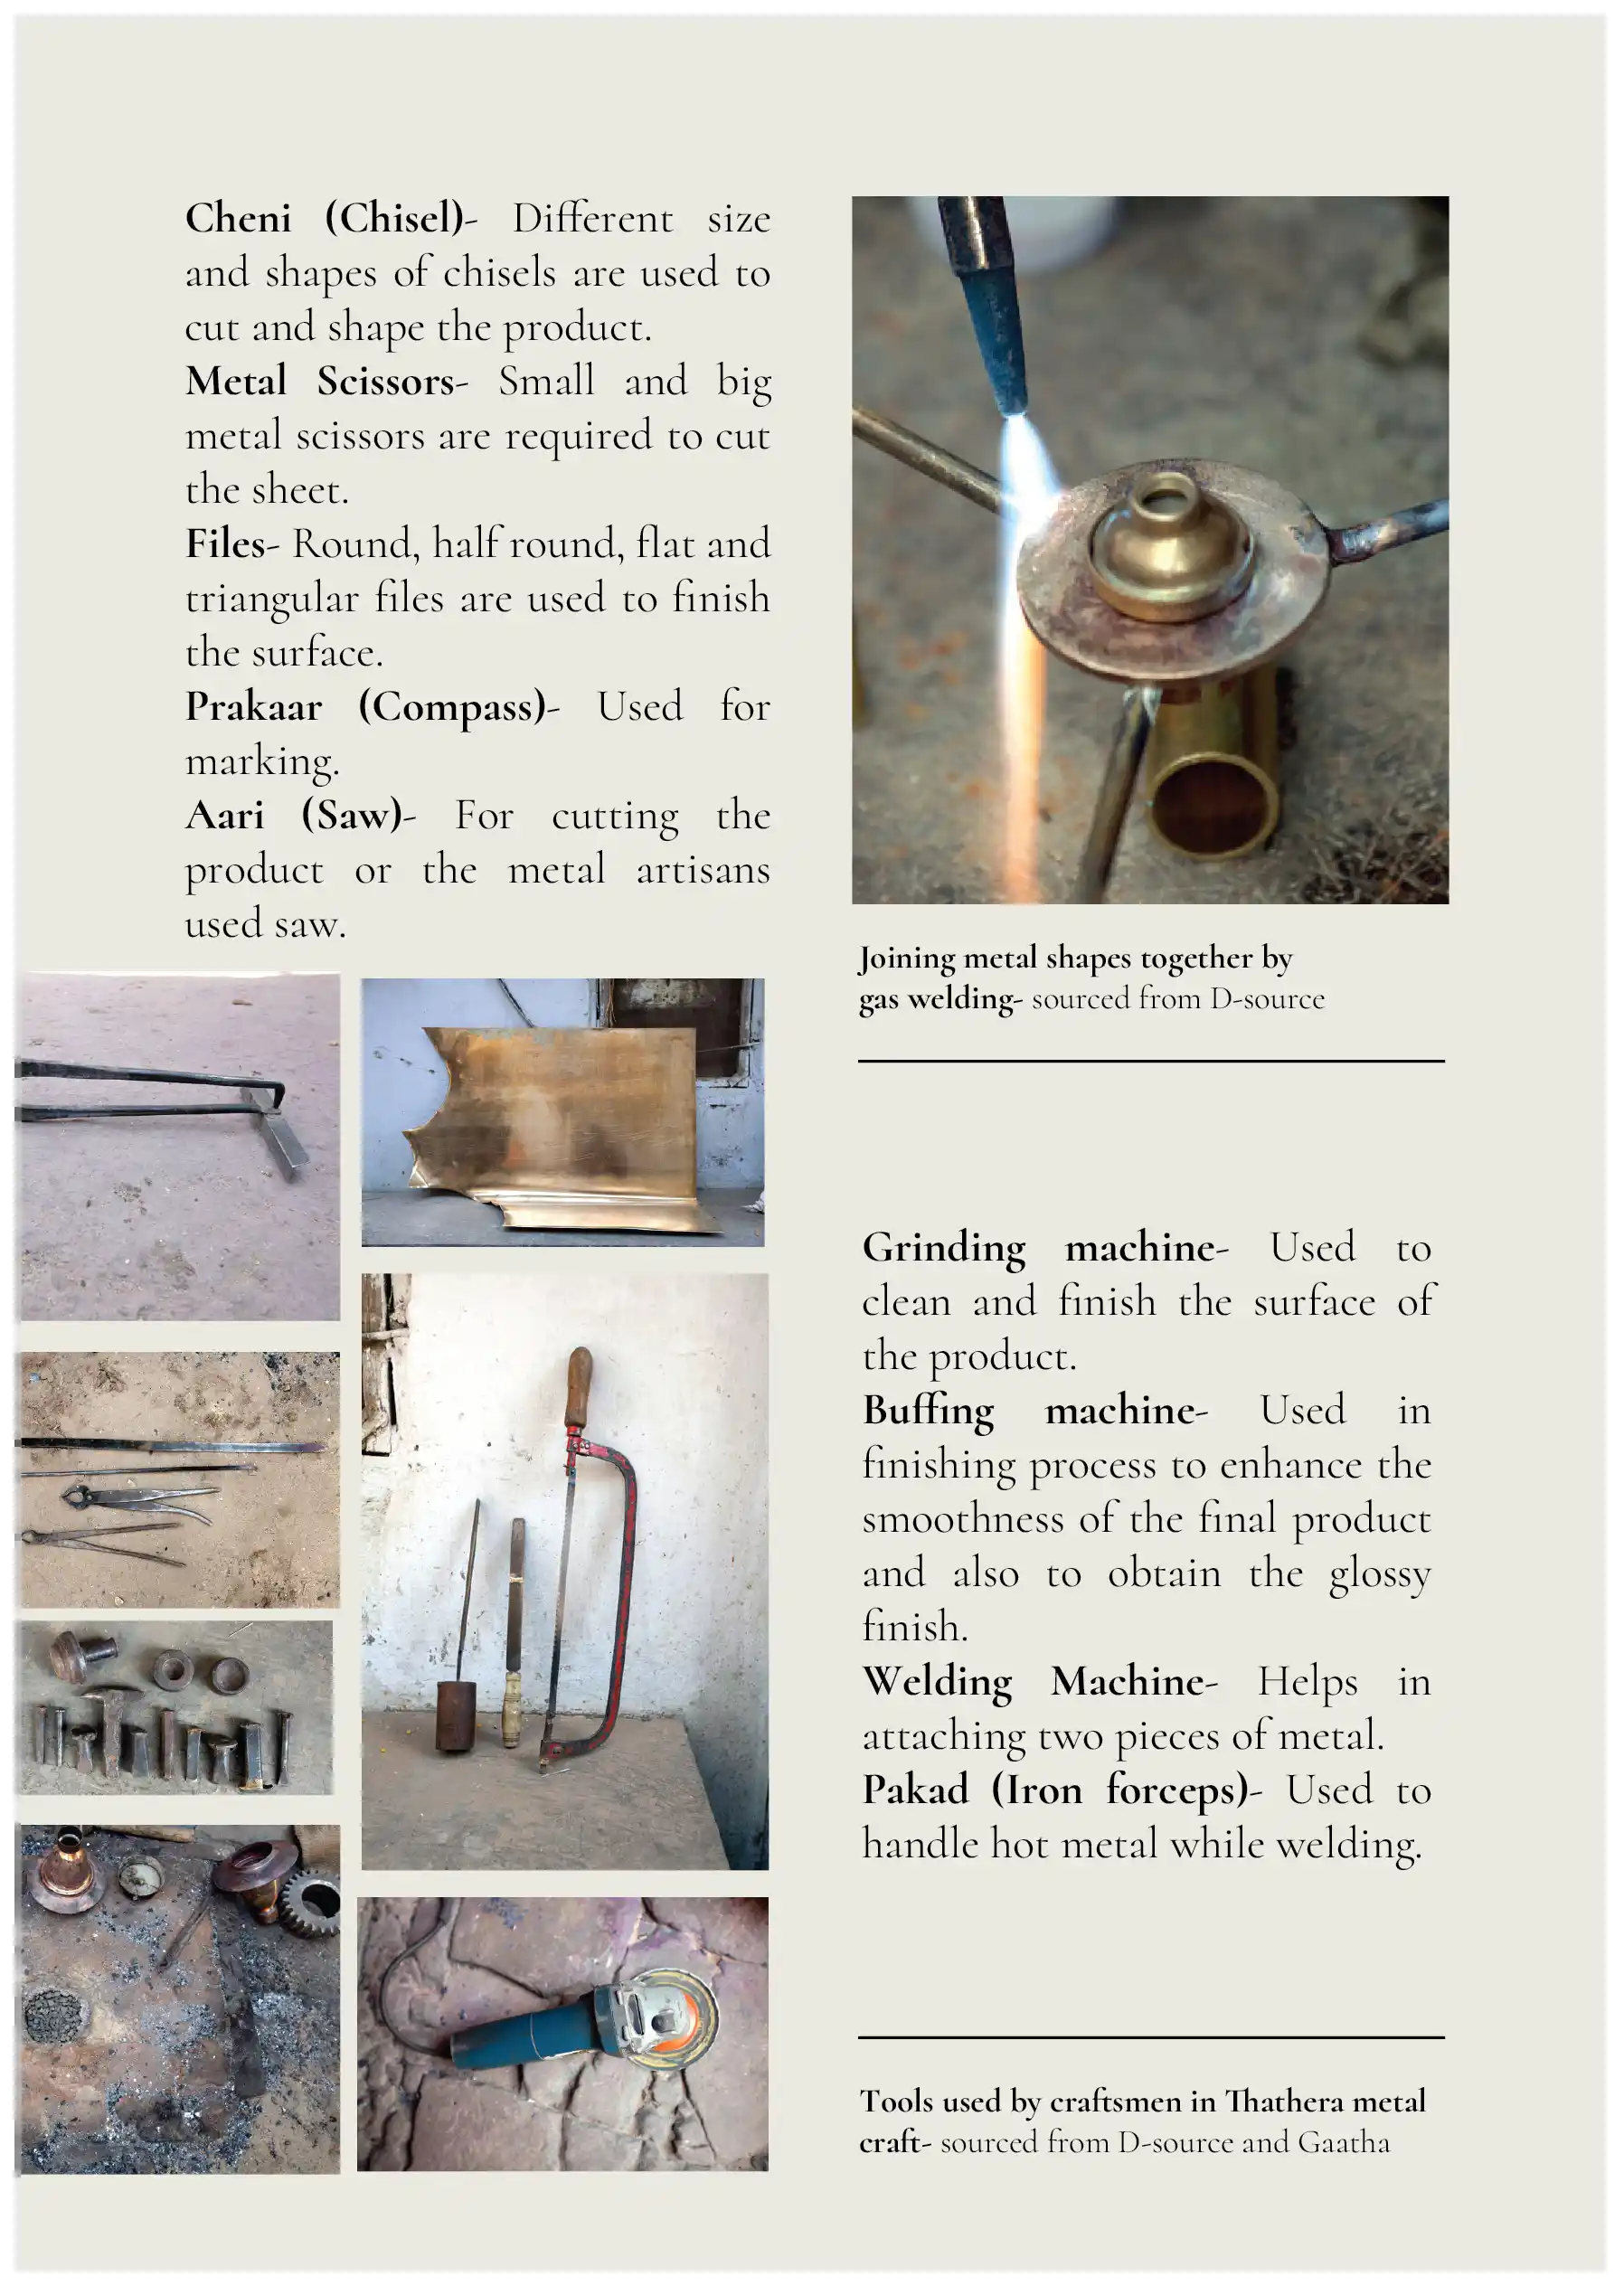 Cheni (Chisel)- Different size
and shapes of chisels are used to
cut and shape the product.
Metal Scissors- Small and big
metal scissors are required to cut
the sheet.
Files- Round, half round, flat and
triangular files are used to finish
the surface.
Prakaar (Compass)- Used for
marking.
Aari (Saw)- For cutting the
product or the metal artisans
used saw.
Joining metal shapes together by
gas welding- sourced from D-source
Grinding machine- Used to
clean and finish the surface of
the product.
Buffing machine- Used in
finishing process to enhance the
smoothness of the final product
and also to obtain the glossy
finish.
Welding Machine- Helps in
attaching two pieces of metal.
Pakad (Iron forceps)- Used to
handle hot metal while welding.
Tools used by craftsmen in Thathera metal
craft- sourced from D-source and Gaatha